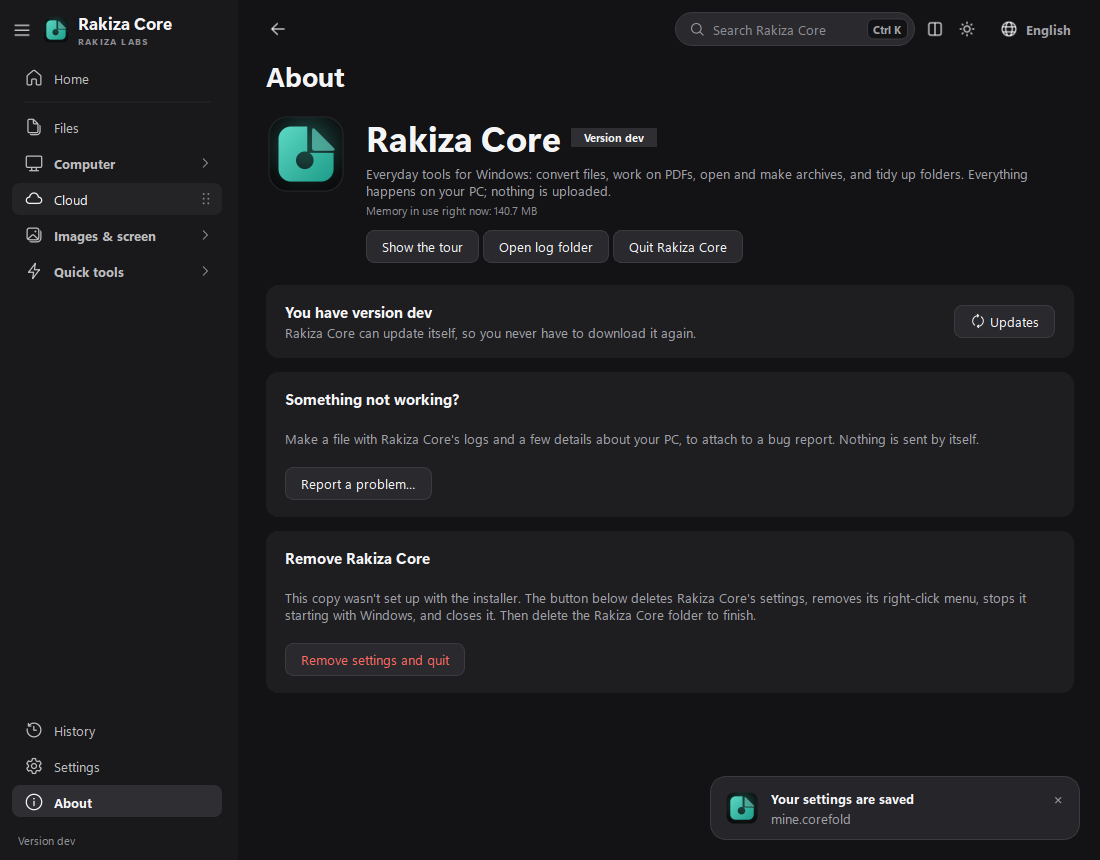 Rakiza Core
RAKIZA LABS
Search Rakiza Core
Ctrl K
English
Home
Files
Computer
Cloud
Images & screen
Quick tools
About
Rakiza Core
Version dev
Everyday tools for Windows: convert files, work on PDFs, open and make archives, and tidy up folders. Everything
happens on your PC; nothing is uploaded.
Memory in use right now: 140.7 MB
Show the tour
Open log folder
Quit Rakiza Core
You have version dev
Rakiza Core can update itself, so you never have to download it again.
Updates
Something not working?
Make a file with Rakiza Core's logs and a few details about your PC, to attach to a bug report. Nothing is sent by itself.
Report a problem...
Remove Rakiza Core
This copy wasn't set up with the installer. The button below deletes Rakiza Core's settings, removes its right-click menu, stops it
starting with Windows, and closes it. Then delete the Rakiza Core folder to finish.
Remove settings and quit
History
Settings
About
Version dev
Your settings are saved
mine.corefold